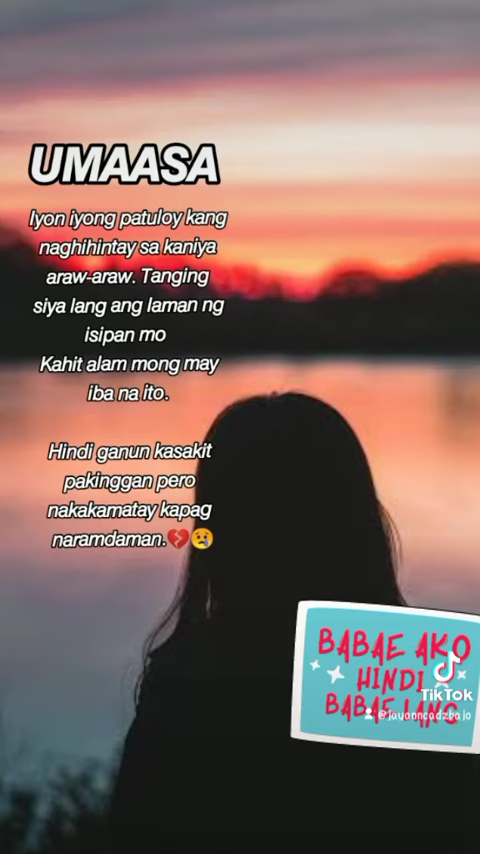 UMAASA
Iyon iyong patuloy kang
naghihintay sa kaniya
araw-araw. Tanging
siya lang ang laman ng
isipan mo
Kahit alam mong may
iba na ito.
Hindi ganun kasakit
pakinggan pero
nakakamatay kapag
naramdaman.💔😢
BABAE AKO
HINDI
BABAE LANG
TikTok